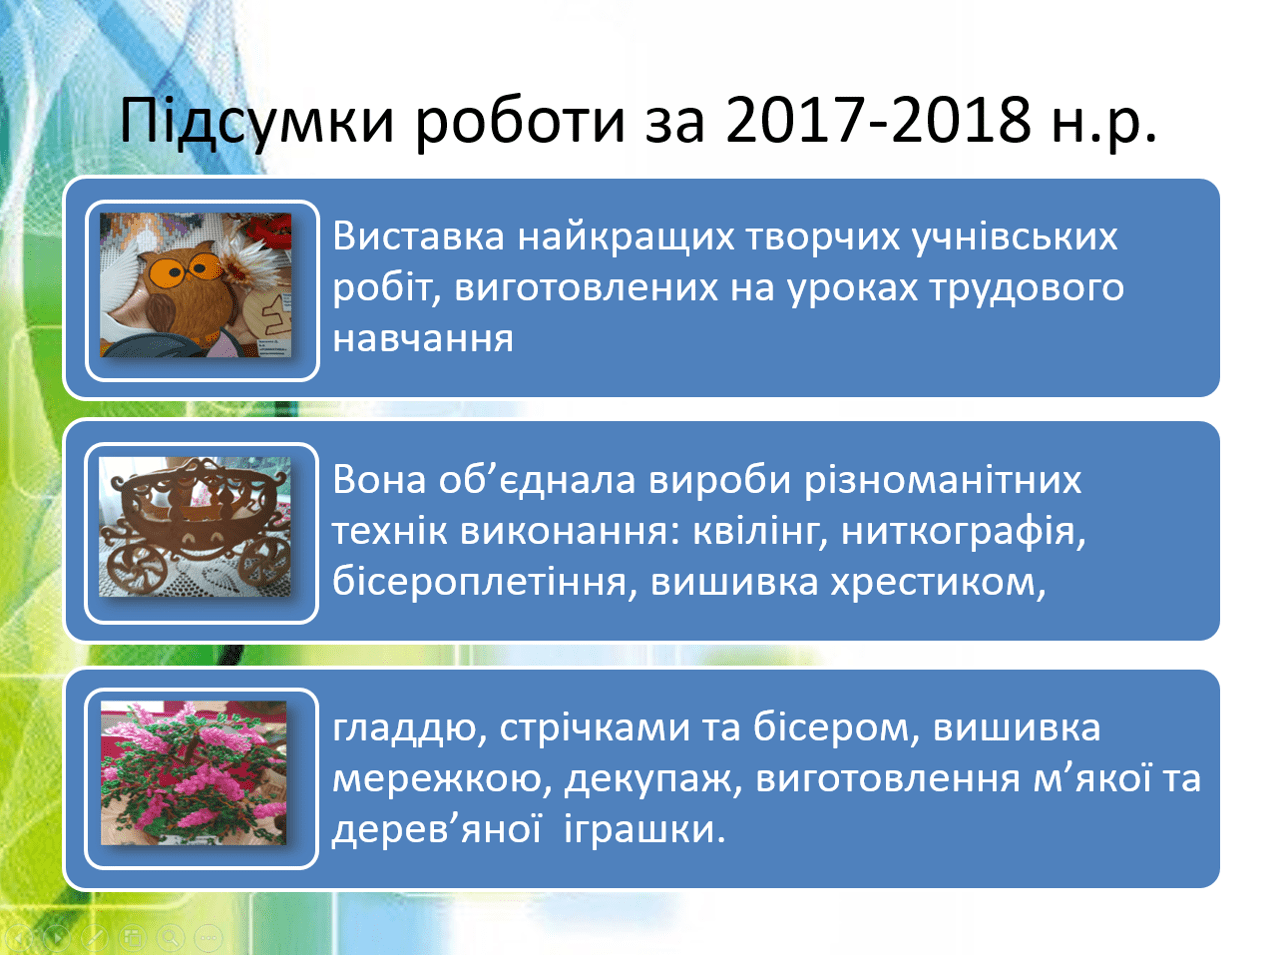 Підсумки роботи за 2017-2018 н.р.
Виставка найкращих творчих учнівських
робіт, виготовлених на уроках трудового
навчання
Вона об’єднала вироби різноманітних
технік виконання: квілінг, ниткографія,
бісероплетіння, вишивка хрестиком,
гладдю, стрічками та бісером, вишивка
мережкою, декупаж, виготовлення м’якої та
дерев’яної  іграшки.